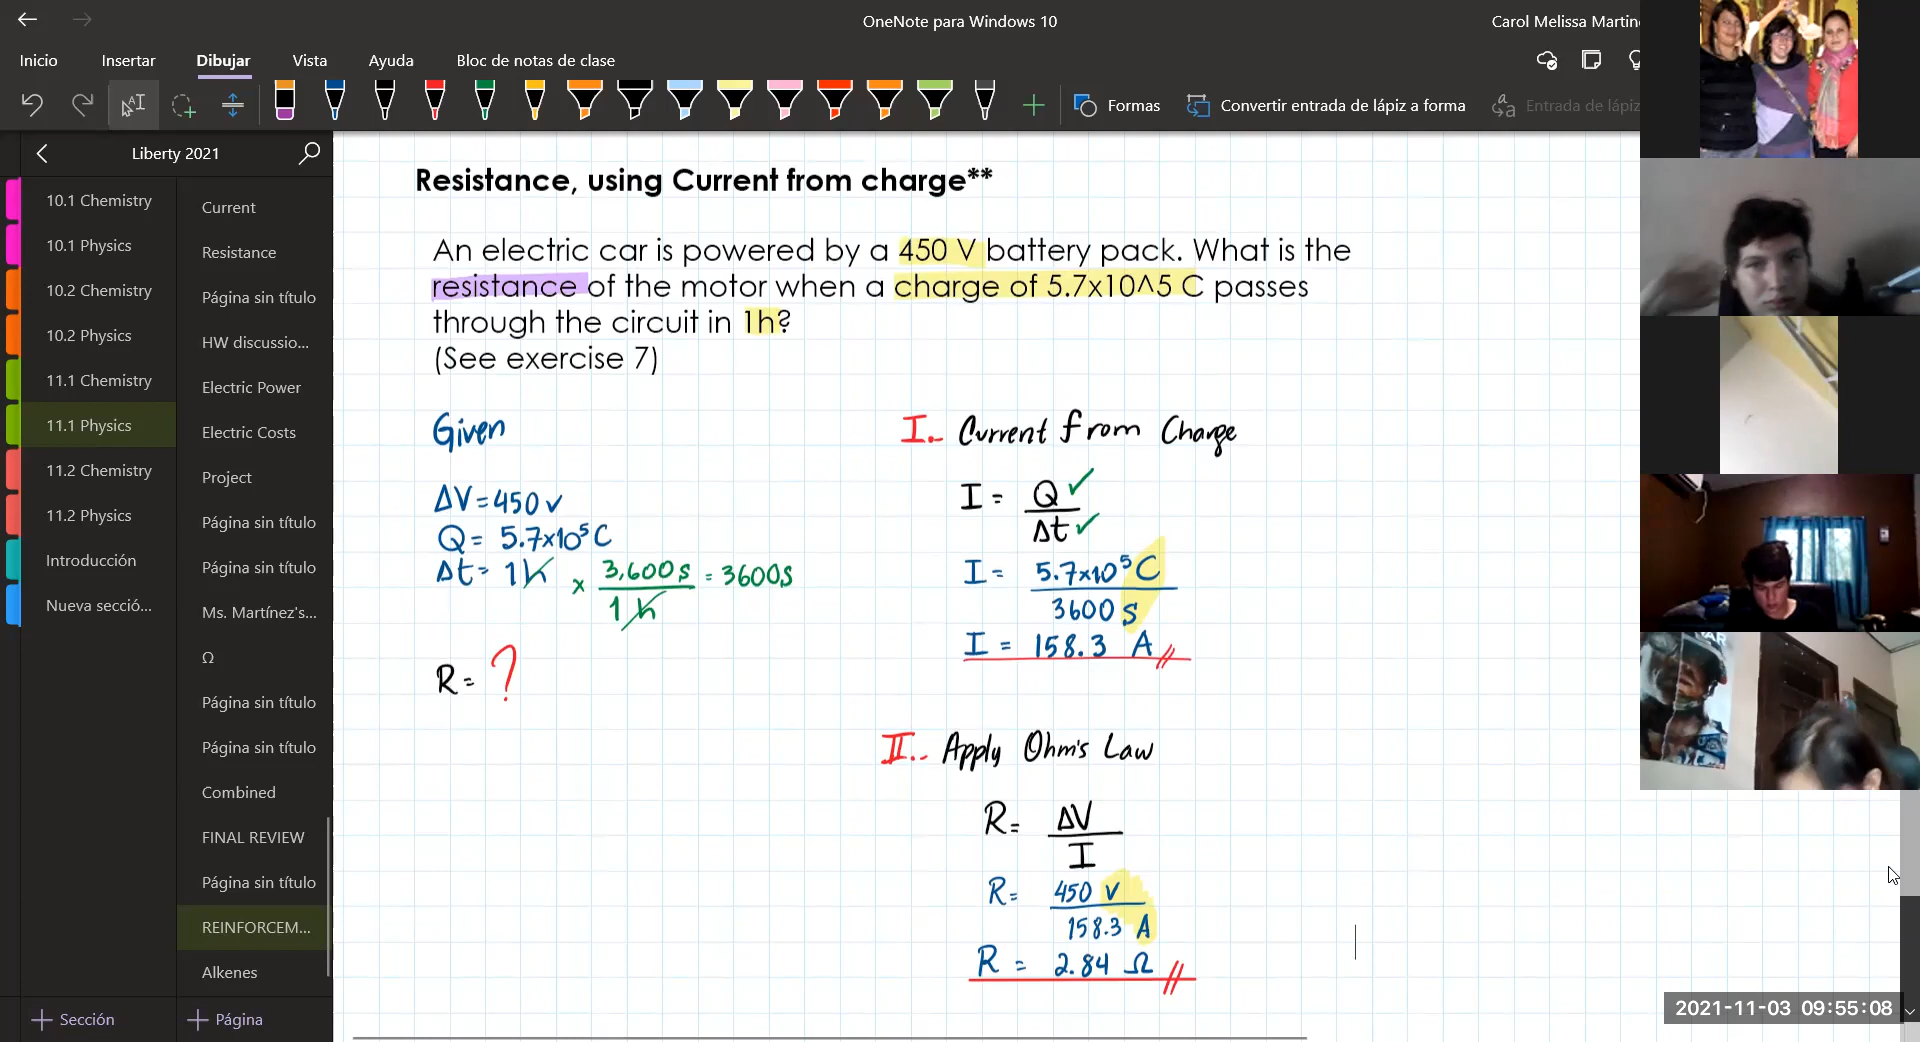 OneNote para Windows 10
Carol Melissa Martin
Inicio
Insertar
Dibujar
Vista
Ayuda
Bloc de notas de clase
Formas
Convertir entrada de lápiz a forma
Entrada de lápiz
Liberty 2021
10.1 Chemistry
10.1 Physics
10.2 Chemistry
10.2 Physics
11.1 Chemistry
11.1 Physics
11.2 Chemistry
11.2 Physics
Introducción
Nueva secció...
Sección
Current
Resistance
Página sin título
HW discussio...
Electric Power
Electric Costs
Project
Página sin título
Página sin título
Ms. Martínez's...
Ω
Página sin título
Página sin título
Combined
FINAL REVIEW
Página sin título
REINFORCEM...
Alkenes
Página
Resistance, using Current from charge**
An electric car is powered by a 450 V battery pack. What is the
resistance of the motor when a charge of 5.7x10^5 C passes
through the circuit in 1h?
(See exercise 7)
Given
ΔV = 450 V
Q = 5.7×10⁵ C
Δt = 1 h × 3,600 s / 1 h = 3600 s
R = ?
I.- Current from Charge
I = Q / Δt
I = 5.7×10⁵ C / 3600 s
I = 158.3 A
II.- Apply Ohm's Law
R = ΔV / I
R = 450 V / 158.3 A
R = 2.84 Ω
2021-11-03 09:55:08